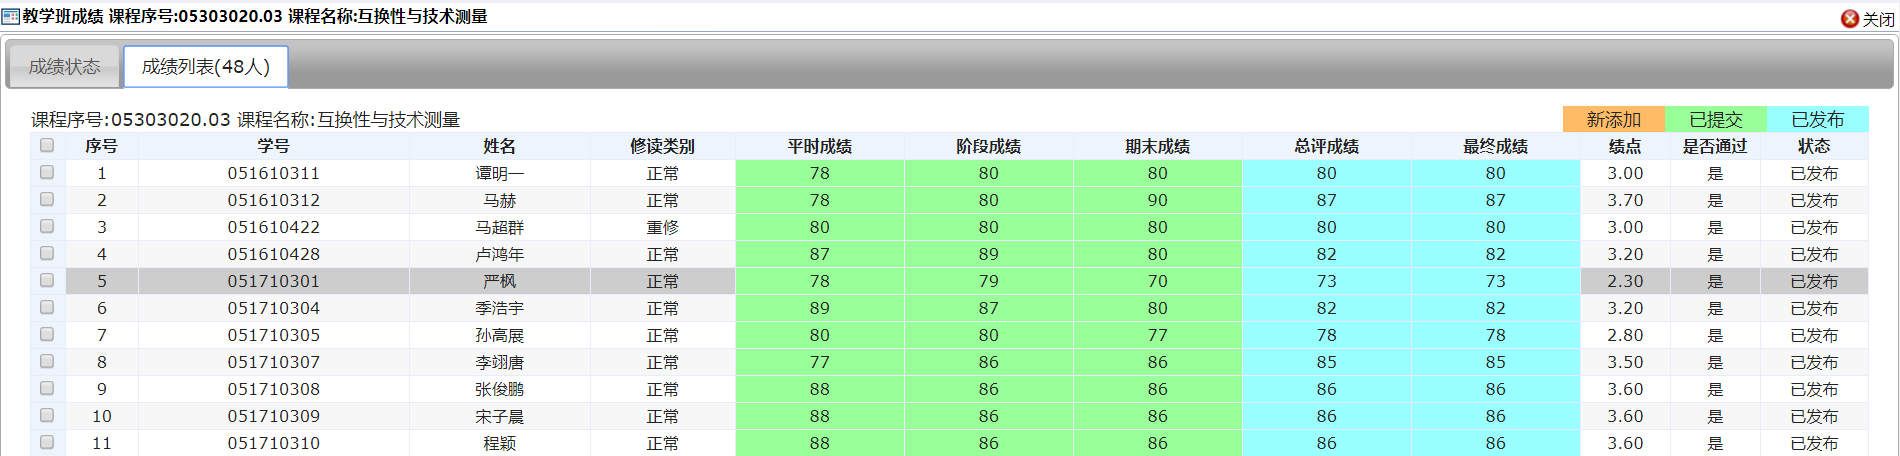 教学班成绩 课程序号:05303020.03 课程名称:互换性与技术测量
关闭
成绩状态 成绩列表(48人)
课程序号:05303020.03 课程名称:互换性与技术测量 新添加 已提交 已发布
序号 学号 姓名 修读类别 平时成绩 阶段成绩 期末成绩 总评成绩 最终成绩 绩点 是否通过 状态
1 051610311 谭明一 正常 78 80 80 80 80 3.00 是 已发布
2 051610312 马赫 正常 78 80 90 87 87 3.70 是 已发布
3 051610422 马超群 重修 80 80 80 80 80 3.00 是 已发布
4 051610428 卢鸿年 正常 87 89 80 82 82 3.20 是 已发布
5 051710301 严枫 正常 78 79 70 73 73 2.30 是 已发布
6 051710304 季浩宇 正常 89 87 80 82 82 3.20 是 已发布
7 051710305 孙高展 正常 80 80 77 78 78 2.80 是 已发布
8 051710307 李翊唐 正常 77 86 86 85 85 3.50 是 已发布
9 051710308 张俊鹏 正常 88 86 86 86 86 3.60 是 已发布
10 051710309 宋子晨 正常 88 86 86 86 86 3.60 是 已发布
11 051710310 程颖 正常 88 86 86 86 86 3.60 是 已发布